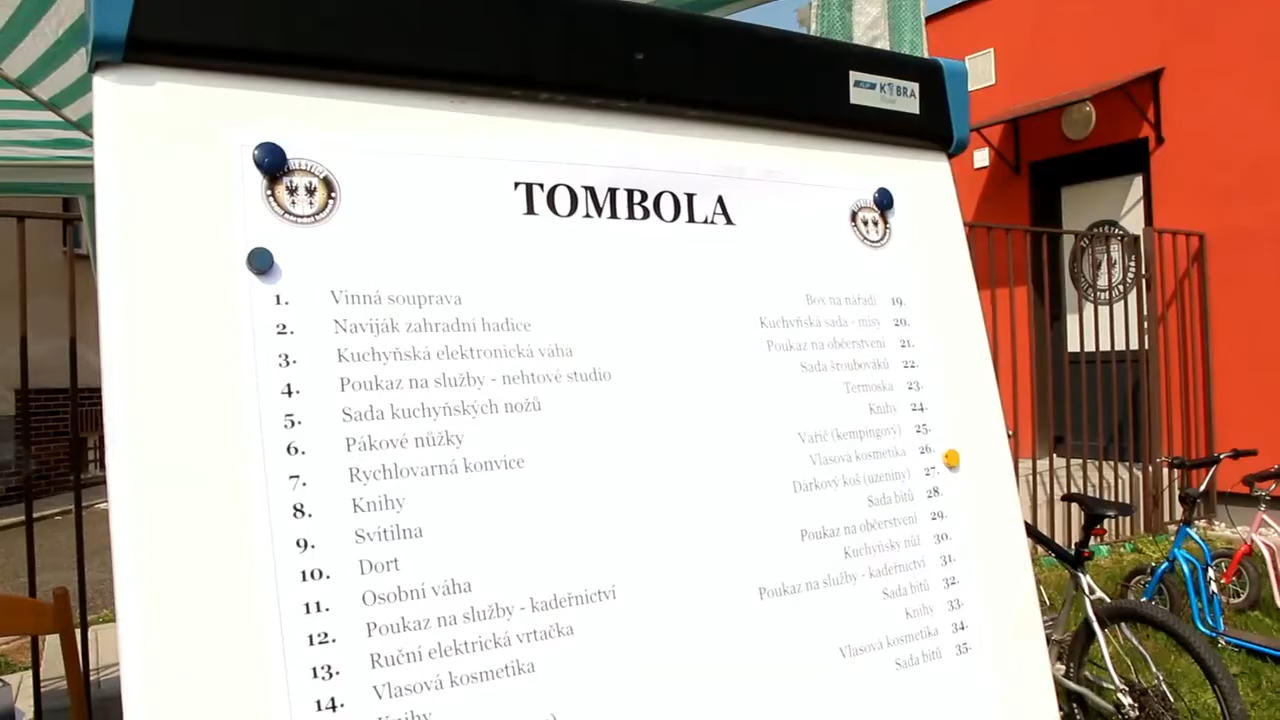 KOBRA
TOMBOLA
1. Vinná souprava
2. Naviják zahradní hadice
3. Kuchyňská elektronická váha
4. Poukaz na služby - nehtové studio
5. Sada kuchyňských nožů
6. Pákové nůžky
7. Rychlovarná konvice
8. Knihy
9. Svítilna
10. Dort
11. Osobní váha
12. Poukaz na služby - kadeřnictví
13. Ruční elektrická vrtačka
14. Vlasová kosmetika
Knihy
Box na nářadí 19.
Kuchyňská sada - mísy 20.
Poukaz na občerstvení 21.
Sada šroubováků 22.
Termoska 23.
Knihy 24.
Vařič (kempingový) 25.
Vlasová kosmetika 26.
Dárkový koš (uzeniny) 27.
Sada bitů 28.
Poukaz na občerstvení 29.
Kuchyňský nůž 30.
Poukaz na služby - kadeřnictví 31.
Sada bitů 32.
Knihy 33.
Vlasová kosmetika 34.
Sada bitů 35.